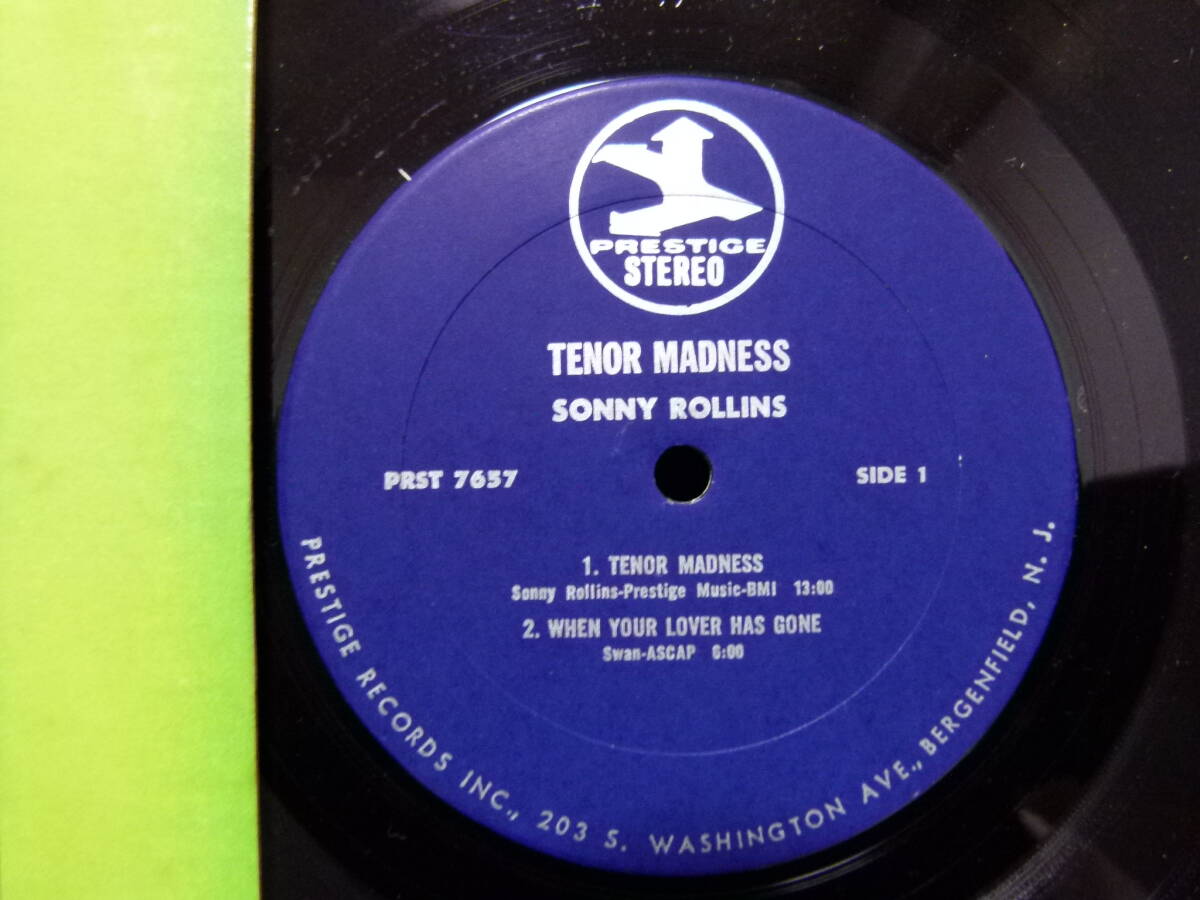 PRESTIGE
STEREO
TENOR MADNESS
SONNY ROLLINS
PRST 7657
SIDE 1
1. TENOR MADNESS
Sonny Rollins-Prestige Music-BMI 13:00
2. WHEN YOUR LOVER HAS GONE
Swan-ASCAP 6:00
PRESTIGE RECORDS INC., 203 S. WASHINGTON AVE., BERGENFIELD, N. J.